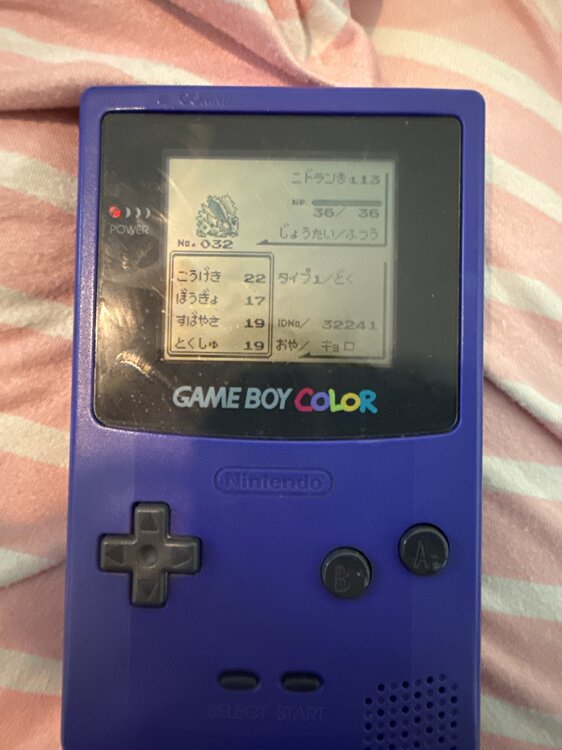 ニドラン♂ :L13
HP:
36/ 36
No.032
じょうたい/ふつう
こうげき 22
ぼうぎょ 17
すばやさ 19
とくしゅ 19
タイプ1/どく
IDNo/ 32241
おや/ キョロ
POWER
GAME BOY COLOR
Nintendo
A
B
SELECT START